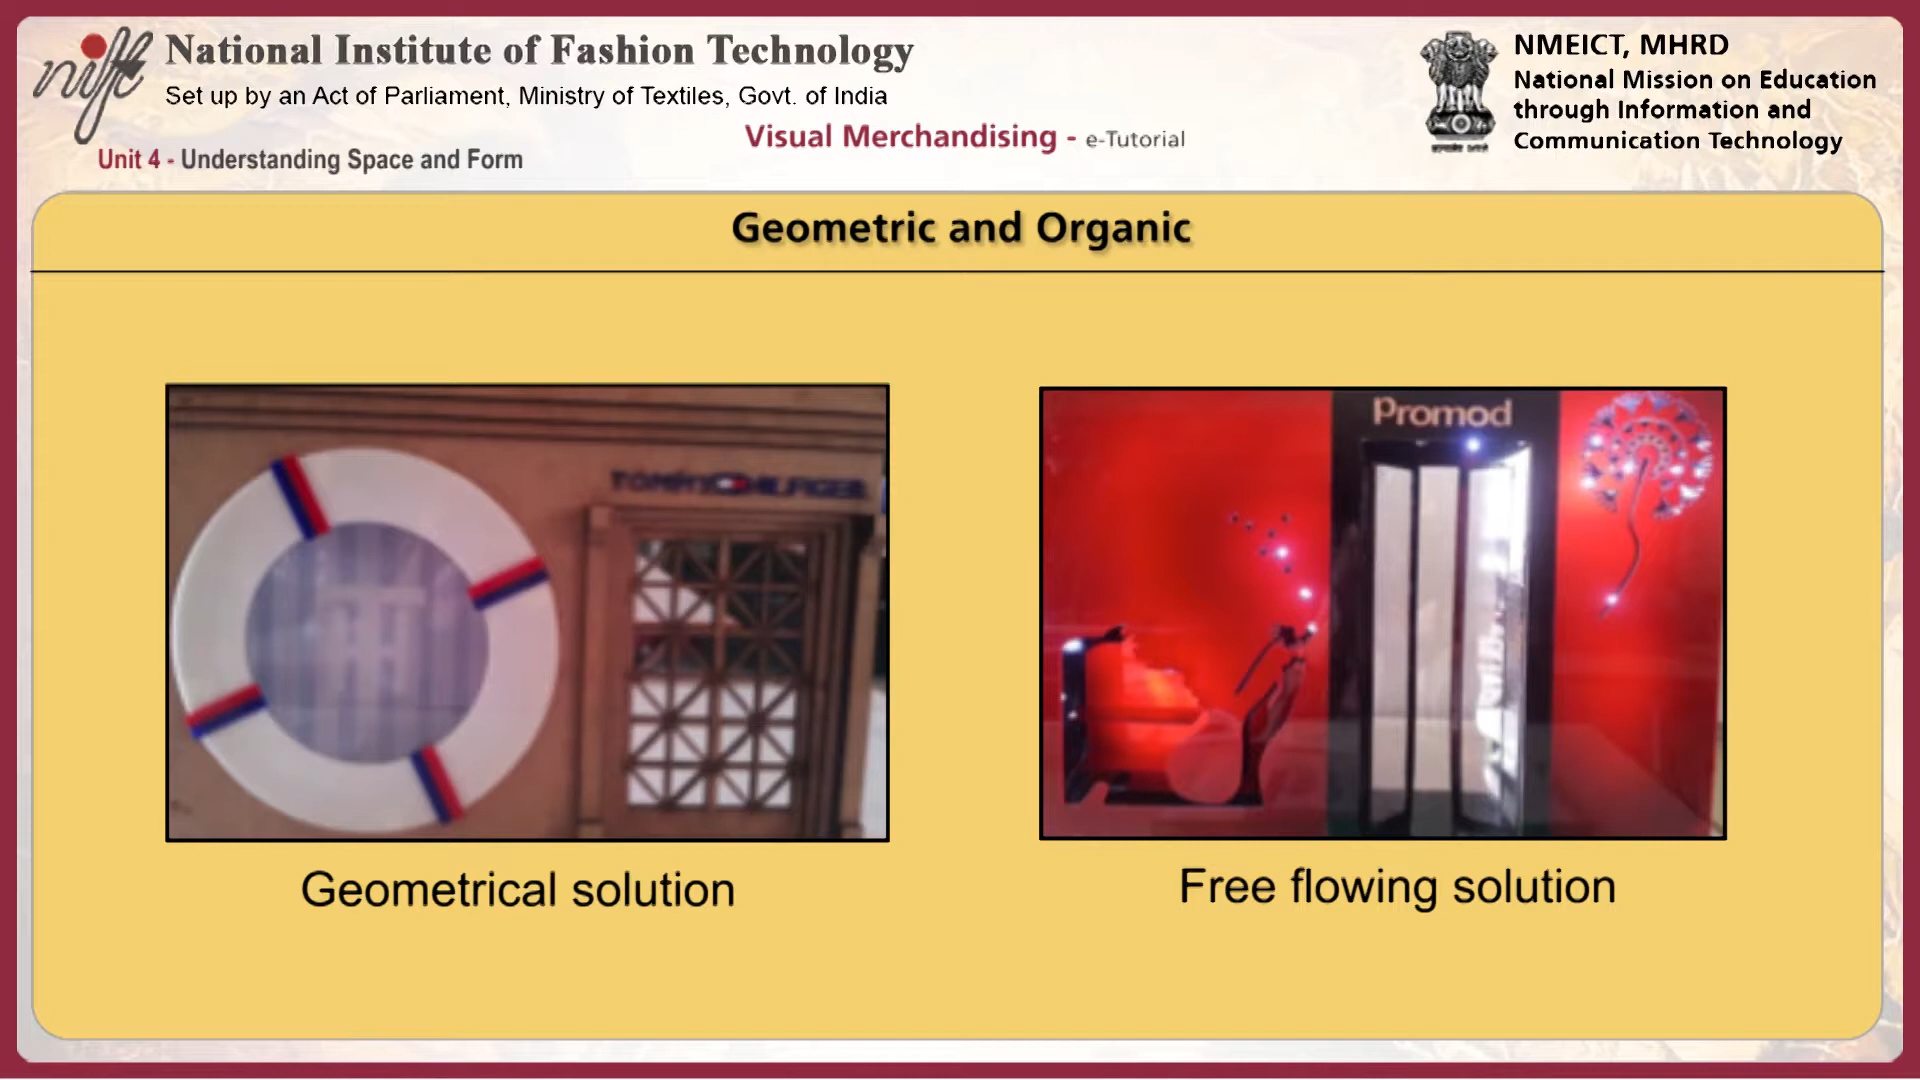 nift
National Institute of Fashion Technology
Set up by an Act of Parliament, Ministry of Textiles, Govt. of India
Visual Merchandising - e-Tutorial
Unit 4 - Understanding Space and Form
NMEICT, MHRD
National Mission on Education
through Information and
Communication Technology
Geometric and Organic
TOMMY HILFIGER
Promod
Geometrical solution
Free flowing solution